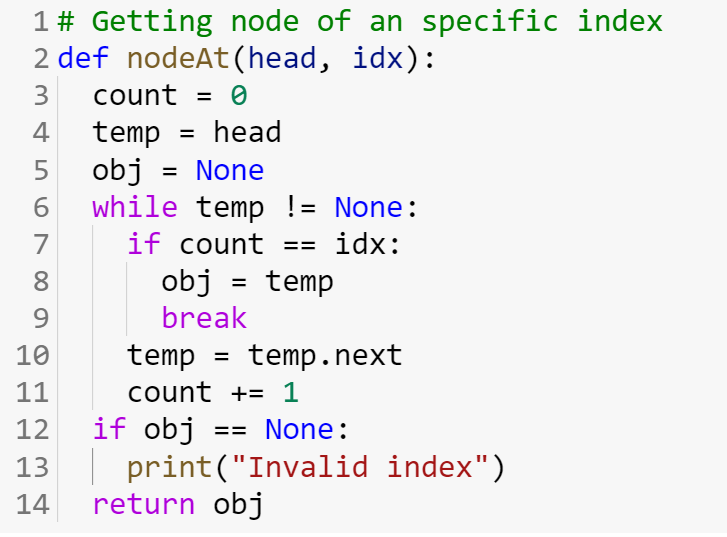 1 # Getting node of an specific index
2 def nodeAt(head, idx):
3   count = 0
4   temp = head
5   obj = None
6   while temp != None:
7     if count == idx:
8       obj = temp
9       break
10     temp = temp.next
11     count += 1
12   if obj == None:
13     print("Invalid index")
14   return obj